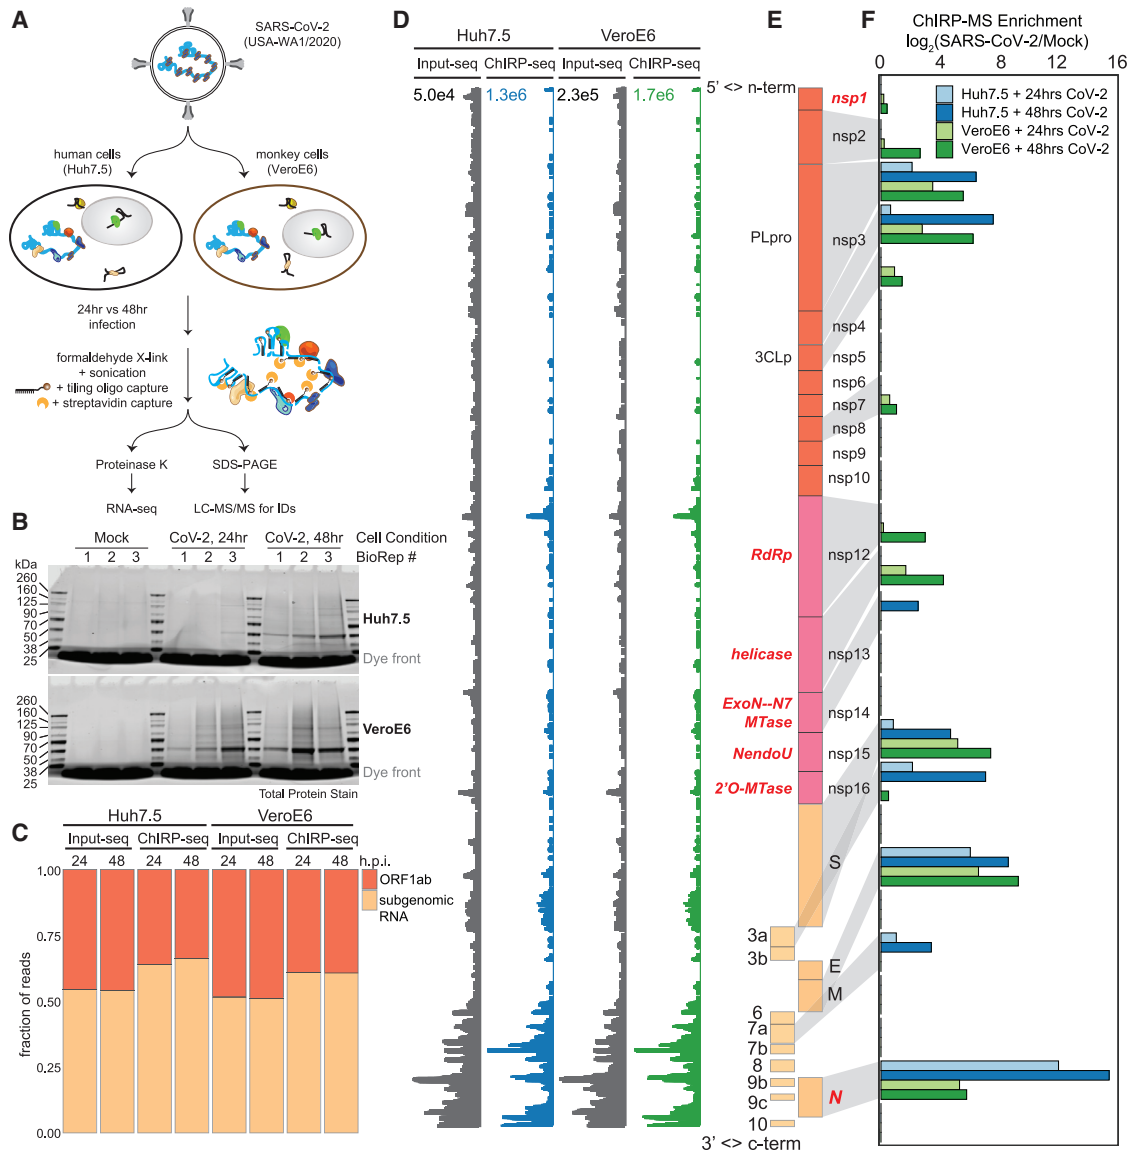 A
SARS-CoV-2
(USA-WA1/2020)
human cells
(Huh7.5)
monkey cells
(VeroE6)
24hr vs 48hr
infection
formaldehyde X-link
+ sonication
+ tiling oligo capture
+ streptavidin capture
Proteinase K
SDS-PAGE
RNA-seq
LC-MS/MS for IDs
B
Mock
CoV-2, 24hr
CoV-2, 48hr
Cell Condition
1 2 3
1 2 3
1 2 3
BioRep #
kDa
260
160
125
90
70
50
38
25
Huh7.5
Dye front
260
160
125
90
70
50
38
25
VeroE6
Dye front
Total Protein Stain
C
Huh7.5
VeroE6
Input-seq
ChIRP-seq
Input-seq
ChIRP-seq
24 48 24 48 24 48 24 48 h.p.i.
ORF1ab
subgenomic
RNA
fraction of reads
1.00
0.75
0.50
0.25
0.00
D
Huh7.5
VeroE6
Input-seq
ChIRP-seq
Input-seq
ChIRP-seq
5.0e4
1.3e6
2.3e5
1.7e6
E
5' <> n-term
nsp1
nsp2
PLpro
nsp3
nsp4
3CLp
nsp5
nsp6
nsp7
nsp8
nsp9
nsp10
RdRp
nsp12
helicase
nsp13
ExoN--N7
MTase
nsp14
NendoU
nsp15
2'O-MTase
nsp16
S
3a
3b
E
M
6
7a
7b
8
9b
N
9c
10
3' <> c-term
F
ChIRP-MS Enrichment
log2(SARS-CoV-2/Mock)
0 4 8 12 16
Huh7.5 + 24hrs CoV-2
Huh7.5 + 48hrs CoV-2
VeroE6 + 24hrs CoV-2
VeroE6 + 48hrs CoV-2